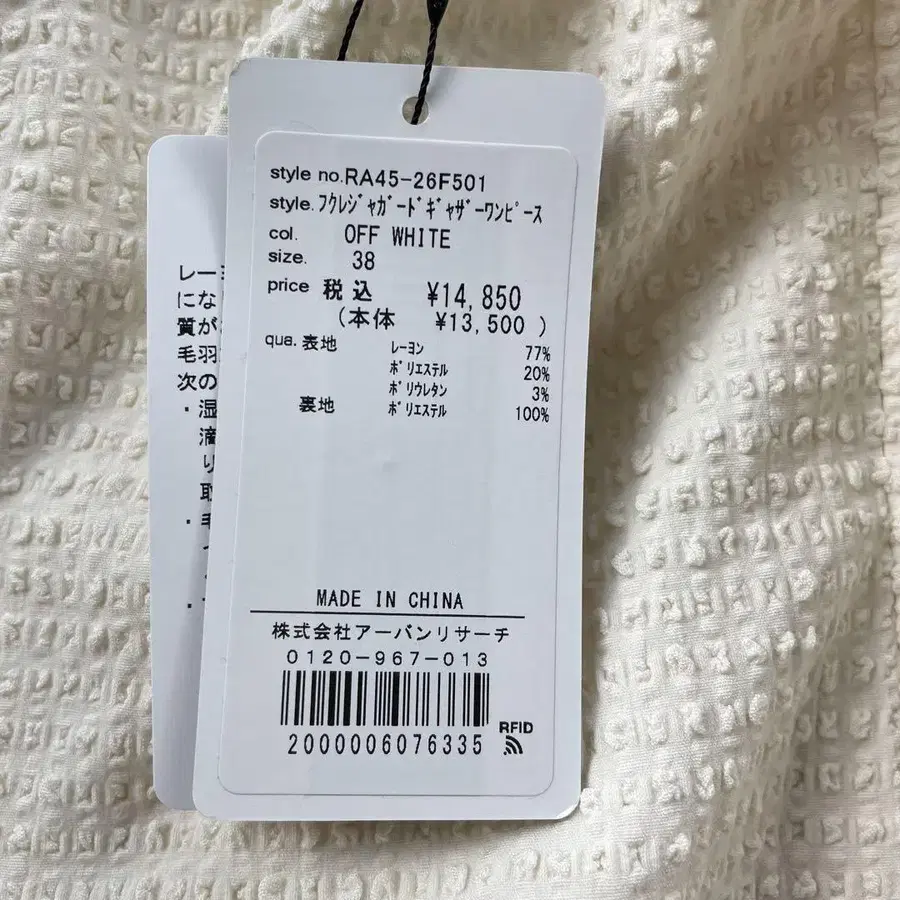 style no.RA45-26F501
style.フクレジャガードギャザーワンピース
col. OFF WHITE
size. 38
price 税込 ¥14,850
(本体 ¥13,500 )
qua.表地 レーヨン 77%
ポリエステル 20%
ポリウレタン 3%
裏地 ポリエステル 100%
MADE IN CHINA
株式会社アーバンリサーチ
0120-967-013
RFID
2000006076335
レー
にな
質が
毛羽
次の
・湿
滴
り
取
・毛